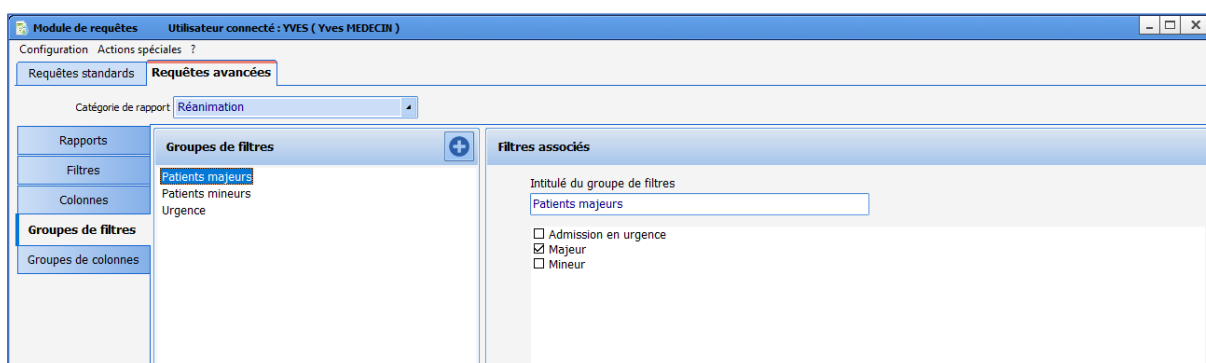 Module de requêtes Utilisateur connecté : YVES ( Yves MEDECIN )
Configuration Actions spéciales ?
Requêtes standards Requêtes avancées
Catégorie de rapport Réanimation
Rapports
Filtres
Colonnes
Groupes de filtres
Groupes de colonnes
Groupes de filtres
Patients majeurs
Patients mineurs
Urgence
Filtres associés
Intitulé du groupe de filtres
Patients majeurs
Admission en urgence
Majeur
Mineur